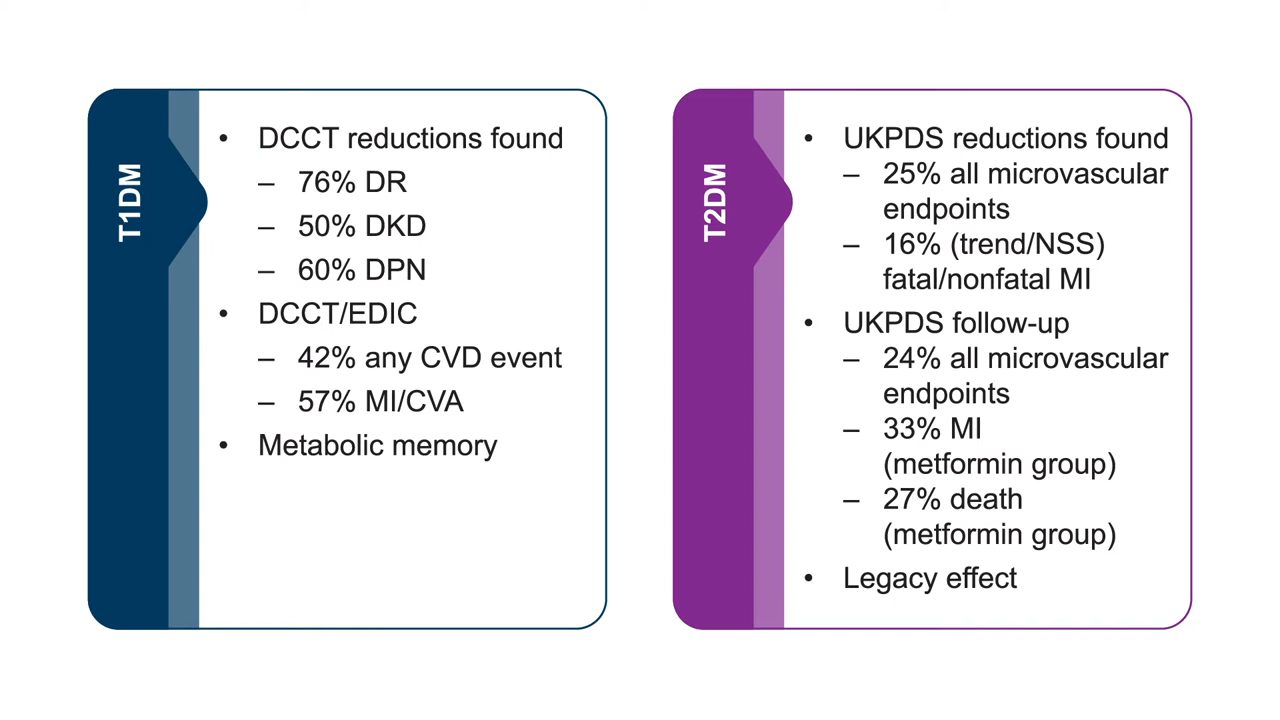 T1DM
• DCCT reductions found
– 76% DR
– 50% DKD
– 60% DPN
• DCCT/EDIC
– 42% any CVD event
– 57% MI/CVA
• Metabolic memory
T2DM
• UKPDS reductions found
– 25% all microvascular
endpoints
– 16% (trend/NSS)
fatal/nonfatal MI
• UKPDS follow-up
– 24% all microvascular
endpoints
– 33% MI
(metformin group)
– 27% death
(metformin group)
• Legacy effect